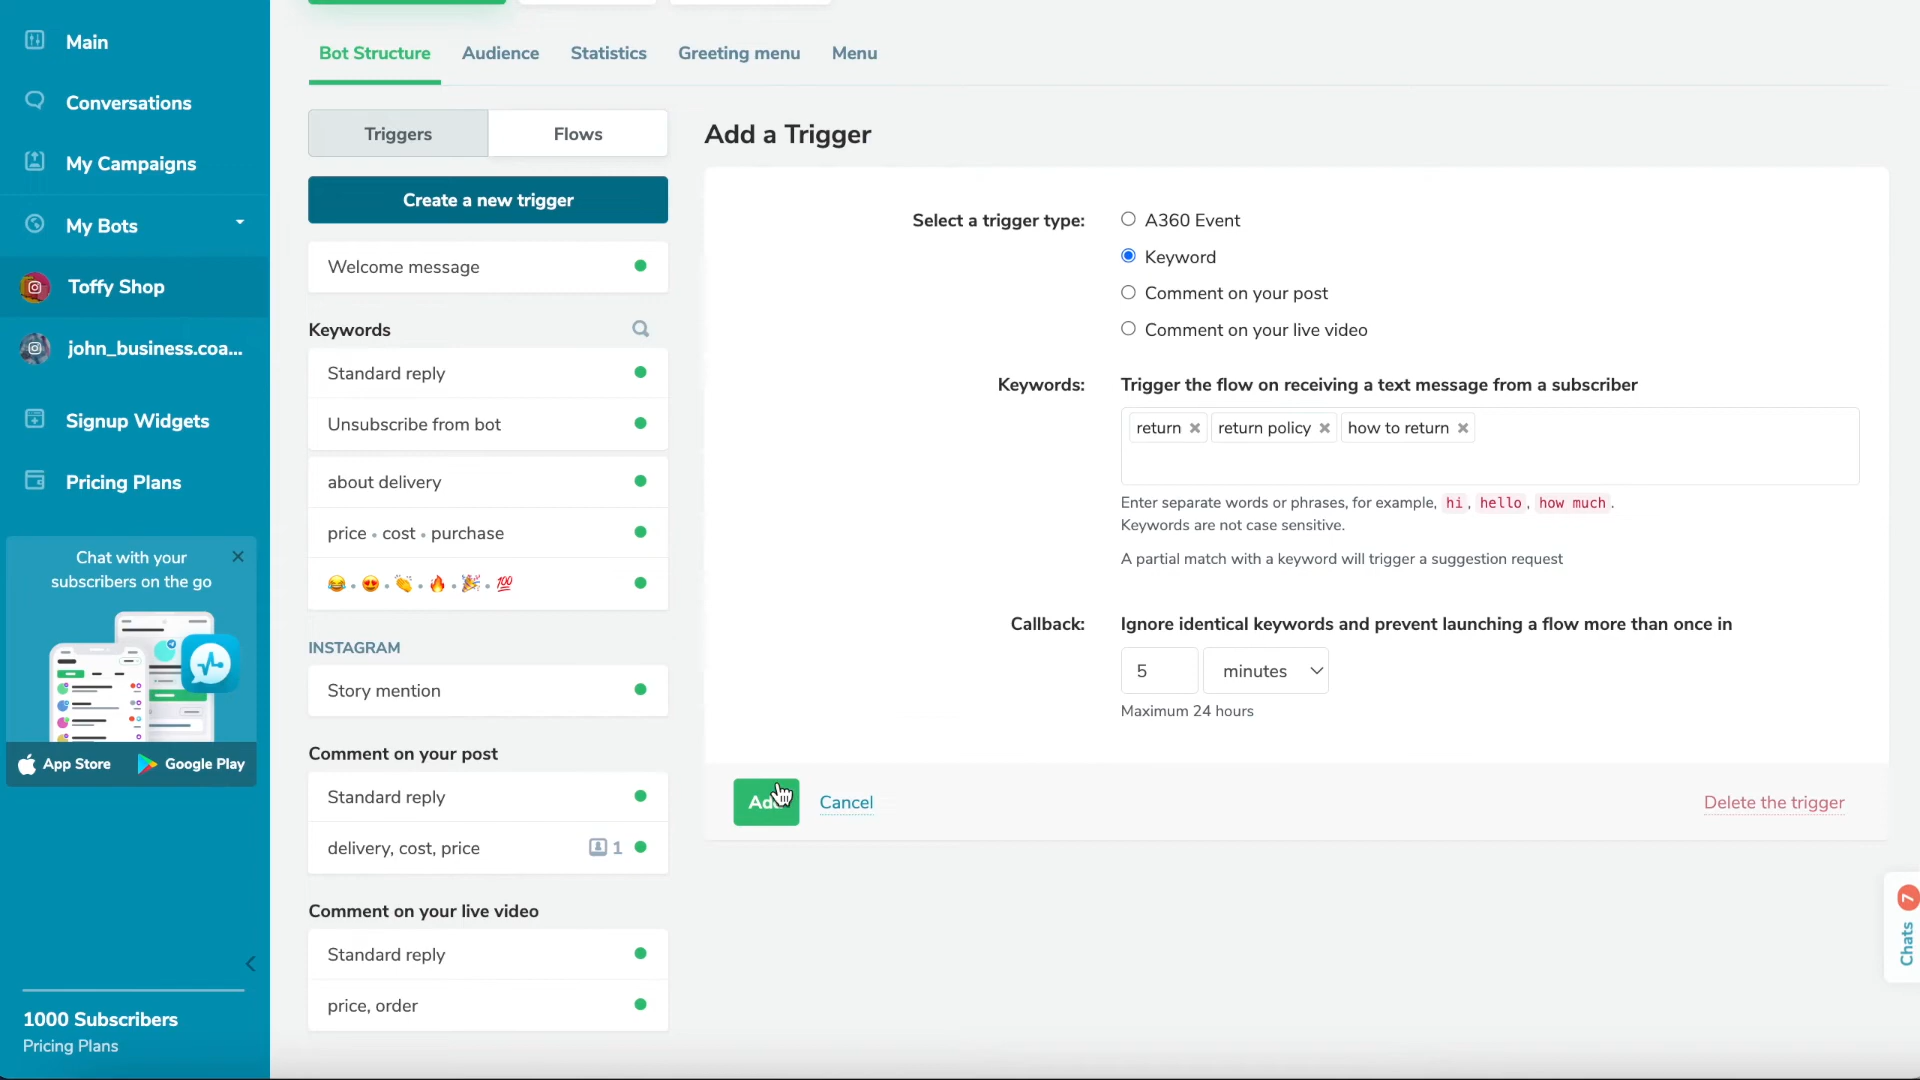 Main
Conversations
My Campaigns
My Bots
Toffy Shop
john_business.coa...
Signup Widgets
Pricing Plans
Chat with your
subscribers on the go
App Store
Google Play
1000 Subscribers
Pricing Plans
Bot Structure
Audience
Statistics
Greeting menu
Menu
Triggers
Flows
Create a new trigger
Welcome message
Keywords
Standard reply
Unsubscribe from bot
about delivery
price • cost • purchase
😂 • 😍 • 👏 • 🔥 • 🎉 • 💯
INSTAGRAM
Story mention
Comment on your post
Standard reply
delivery, cost, price 1
Comment on your live video
Standard reply
price, order
Add a Trigger
Select a trigger type:
A360 Event
Keyword
Comment on your post
Comment on your live video
Keywords:
Trigger the flow on receiving a text message from a subscriber
return × return policy × how to return ×
Enter separate words or phrases, for example, hi, hello, how much.
Keywords are not case sensitive.
A partial match with a keyword will trigger a suggestion request
Callback:
Ignore identical keywords and prevent launching a flow more than once in
5 minutes
Maximum 24 hours
Add
Cancel
Delete the trigger
Chats 7